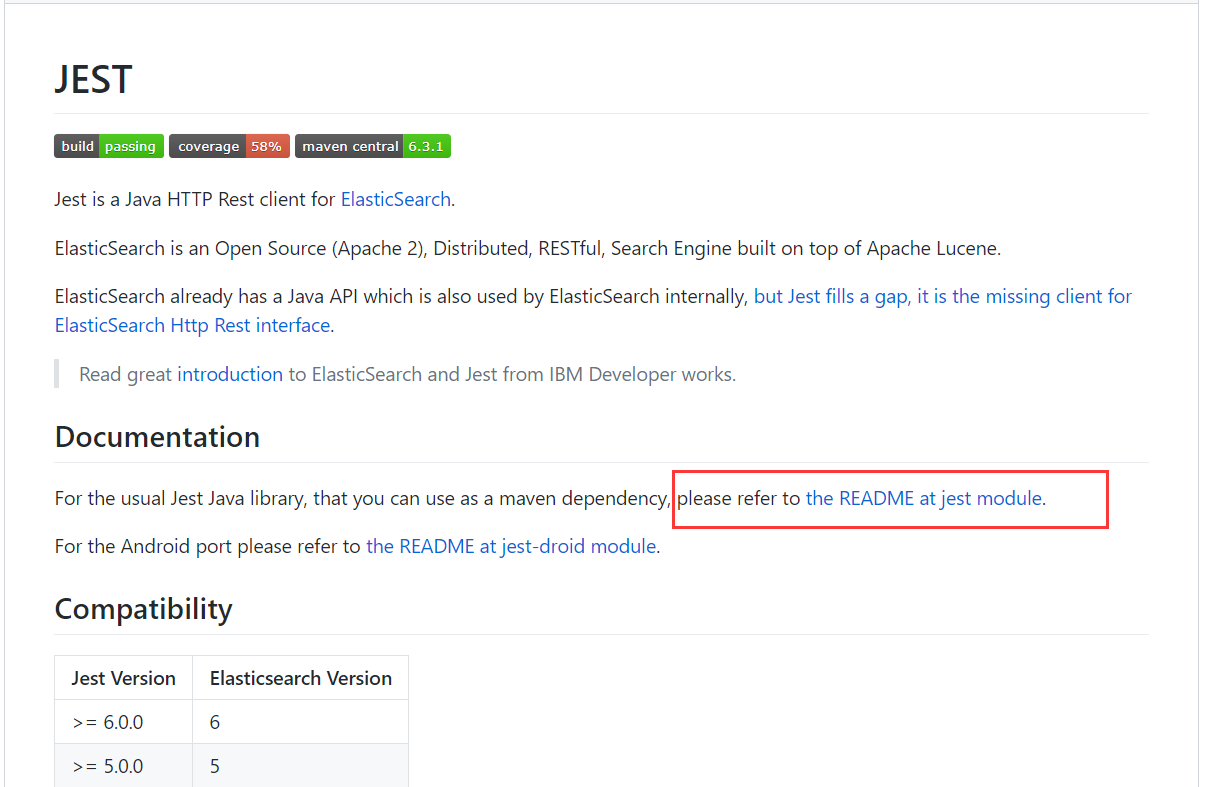 JEST
build passing coverage 58% maven central 6.3.1
Jest is a Java HTTP Rest client for ElasticSearch.
ElasticSearch is an Open Source (Apache 2), Distributed, RESTful, Search Engine built on top of Apache Lucene.
ElasticSearch already has a Java API which is also used by ElasticSearch internally, but Jest fills a gap, it is the missing client for
ElasticSearch Http Rest interface.
Read great introduction to ElasticSearch and Jest from IBM Developer works.
Documentation
For the usual Jest Java library, that you can use as a maven dependency, please refer to the README at jest module.
For the Android port please refer to the README at jest-droid module.
Compatibility
Jest Version Elasticsearch Version
>= 6.0.0 6
>= 5.0.0 5